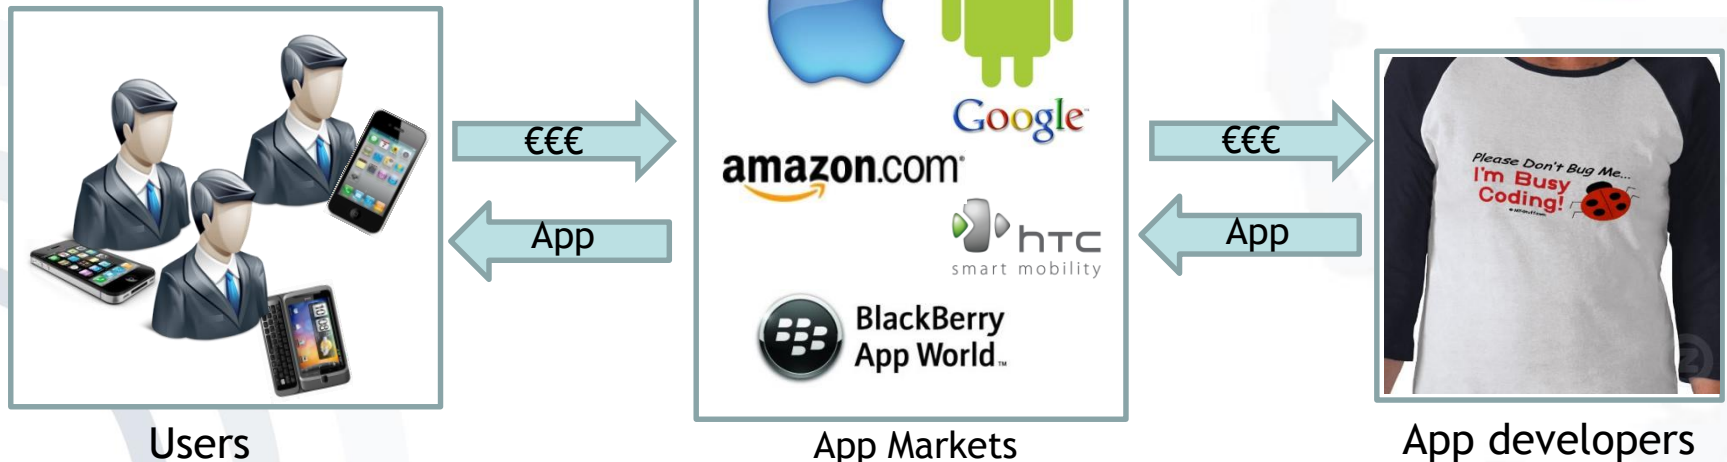 €€€
App
Users
Google
amazon.com
hTC
smart mobility
BlackBerry
App World™
App Markets
€€€
App
Please Don't Bug Me...
I'm Busy
Coding!
App developers